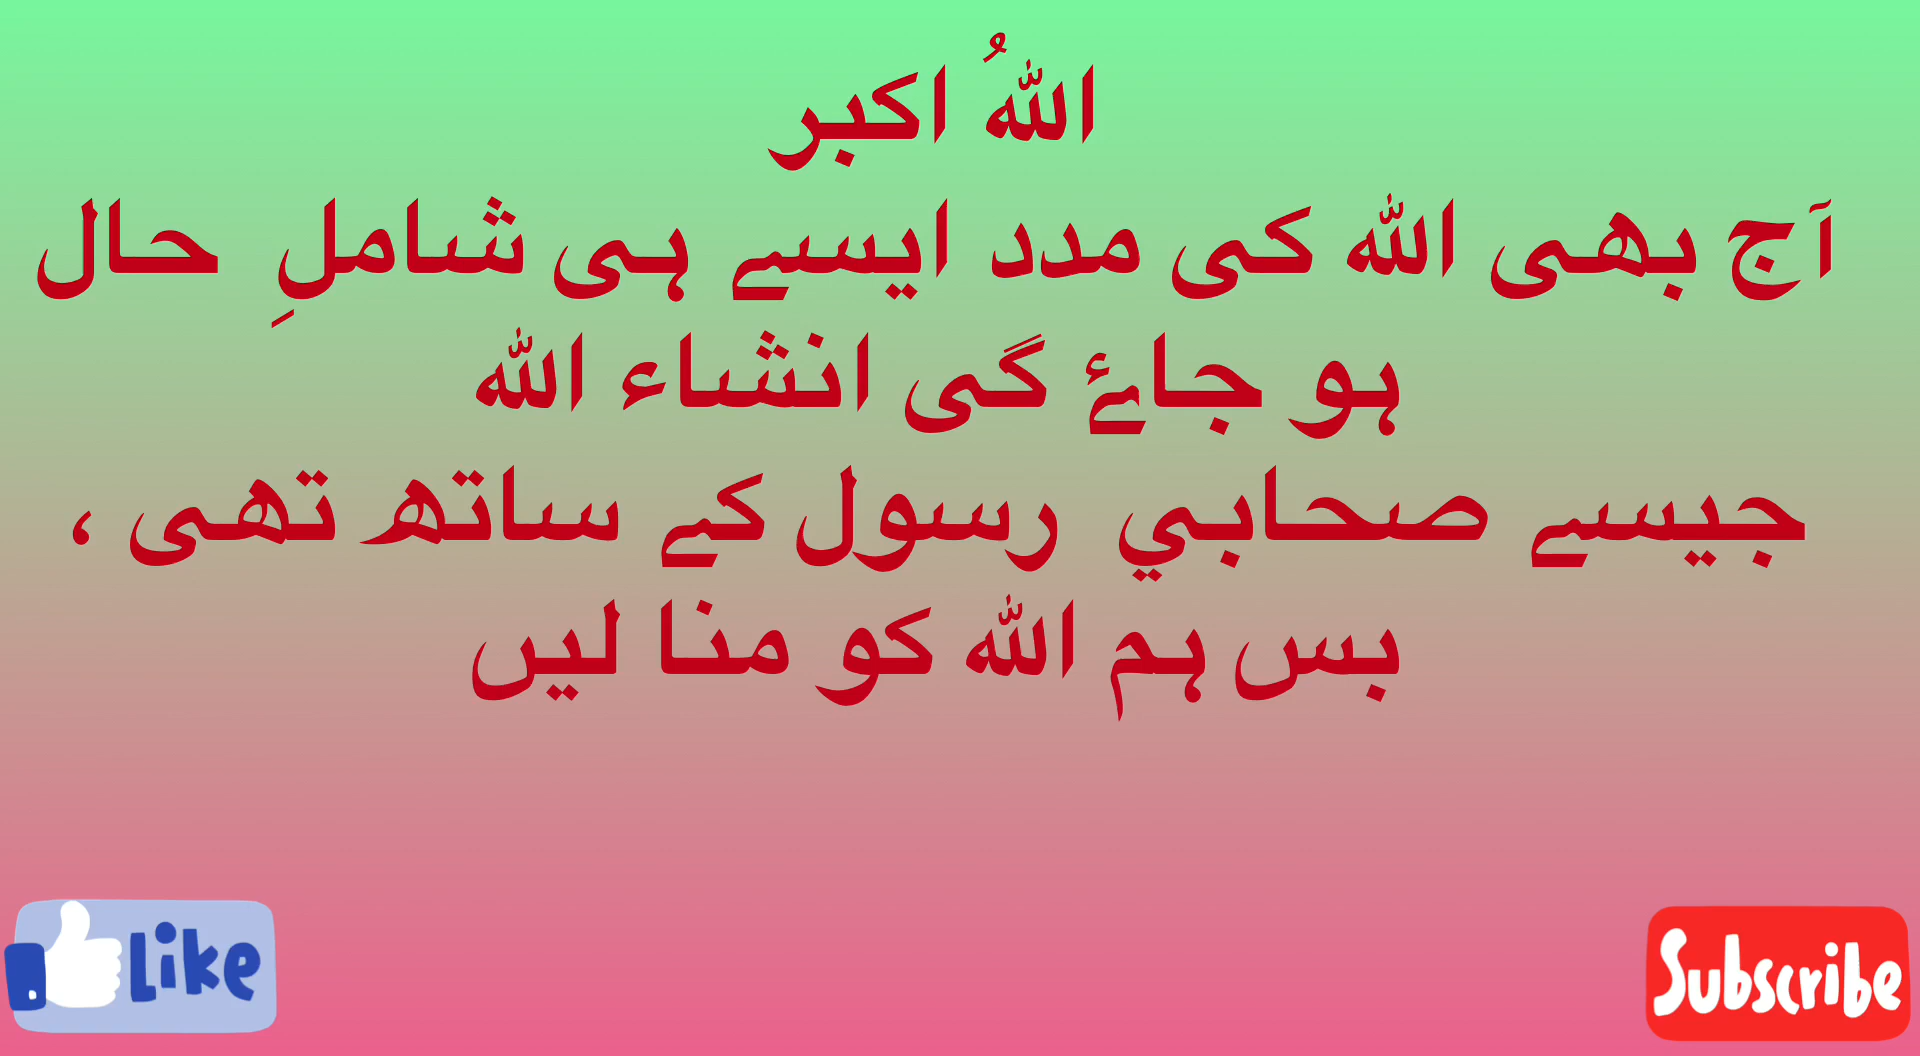 اللہُ اکبر
آج بھی اللہ کی مدد ایسے ہی شاملِ حال
ہو جائے گی انشاء اللہ
جیسے صحابي رسول کے ساتھ تھی ،
بس ہم اللہ کو منا لیں
Like
Subscribe